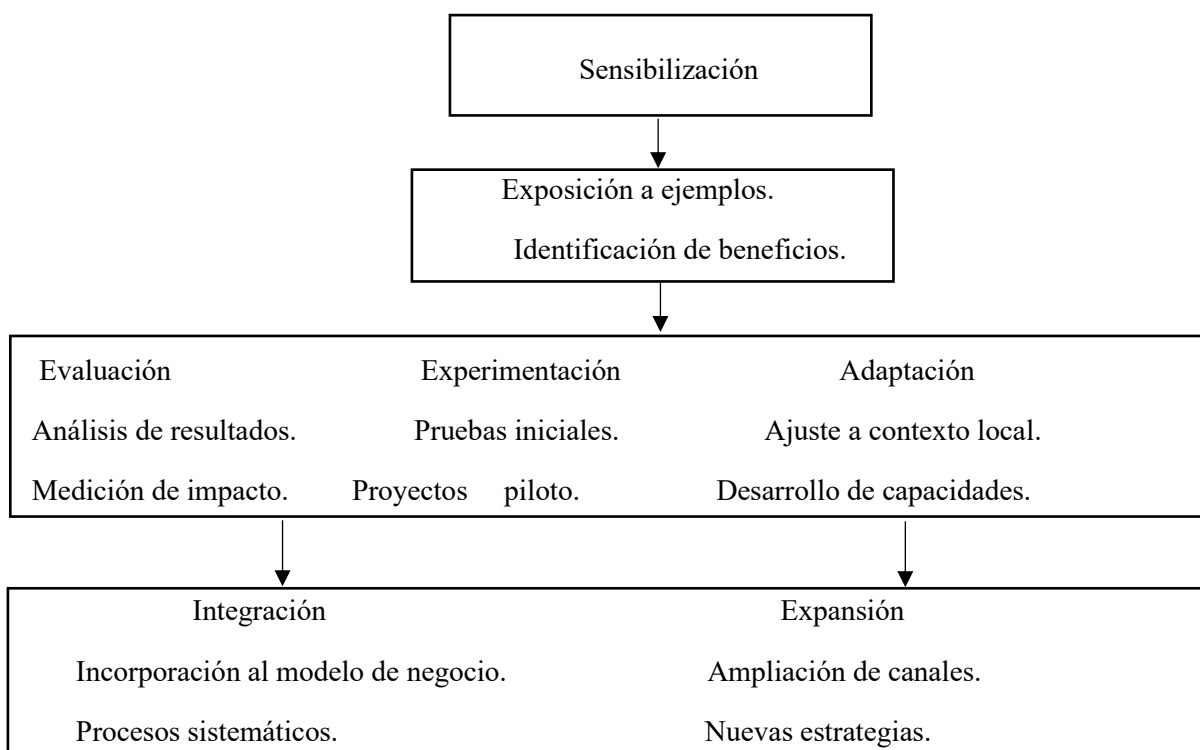 Sensibilización
Exposición a ejemplos.
Identificación de beneficios.
Evaluación Experimentación Adaptación
Análisis de resultados. Pruebas iniciales. Ajuste a contexto local.
Medición de impacto. Proyectos piloto. Desarrollo de capacidades.
Integración Expansión
Incorporación al modelo de negocio. Ampliación de canales.
Procesos sistemáticos. Nuevas estrategias.